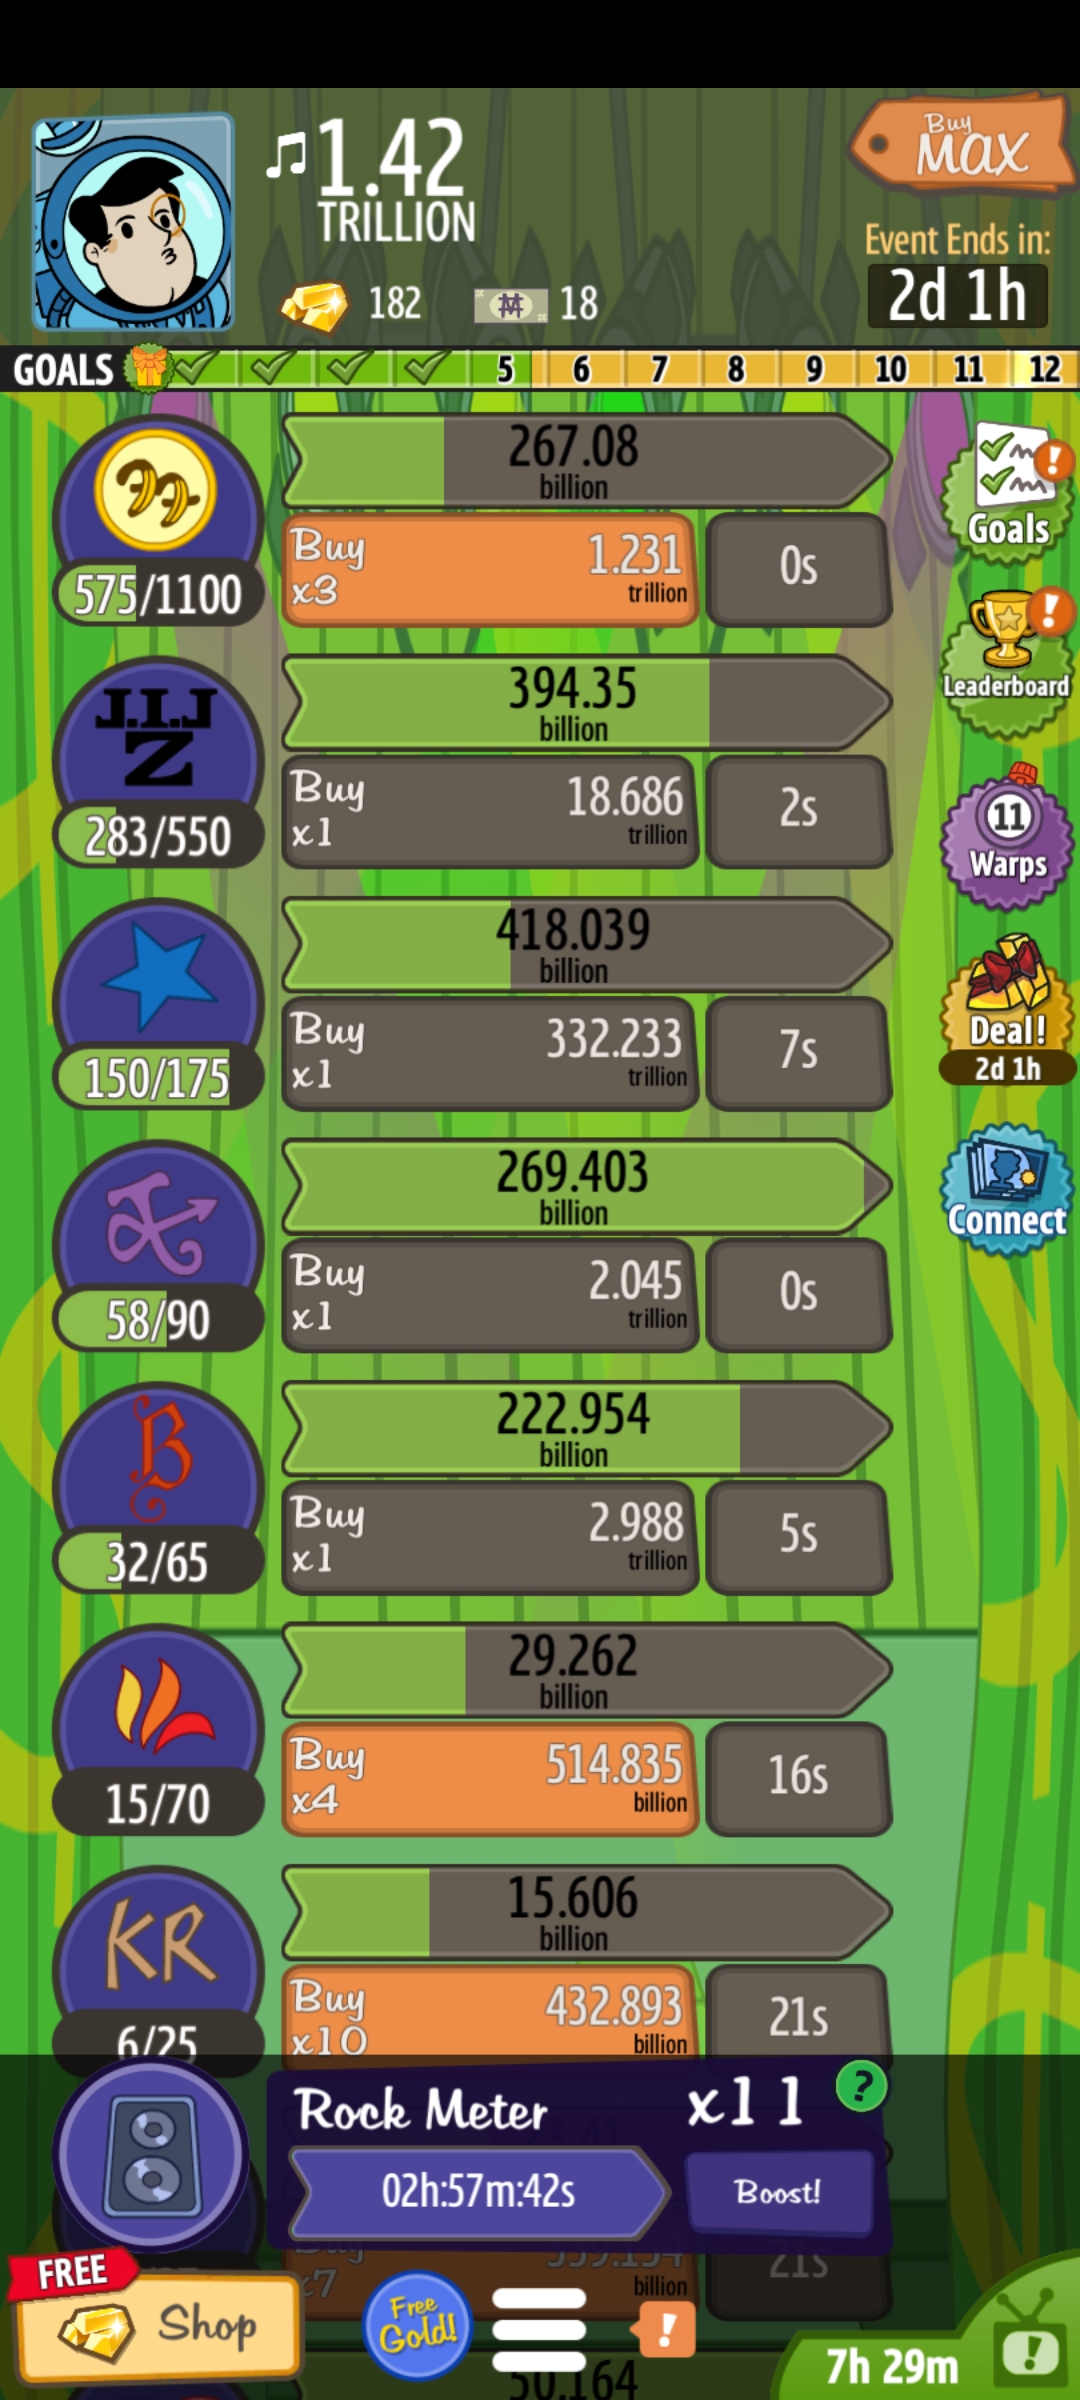 1.42
TRILLION
Buy
MAX
182
18
Event Ends in:
2d 1h
GOALS 5 6 7 8 9 10 11 12
267.08
billion
575/1100
Buy 1.231
x3 trillion
0s
Goals
J.I.J
Z
394.35
billion
283/550
Buy 18.686
x1 trillion
2s
Leaderboard
11
Warps
418.039
billion
150/175
Buy 332.233
x1 trillion
7s
Deal!
2d 1h
269.403
billion
58/90
Buy 2.045
x1 trillion
0s
Connect
B
222.954
billion
32/65
Buy 2.988
x1 trillion
5s
29.262
billion
15/70
Buy 514.835
x4 billion
16s
KR
15.606
billion
6/25
Buy 432.893
x10 billion
21s
Rock Meter x11 ?
02h:57m:42s
Boost!
Buy
x7 billion
21s
FREE
Shop
Free
Gold!
!
50.164
7h 29m
!